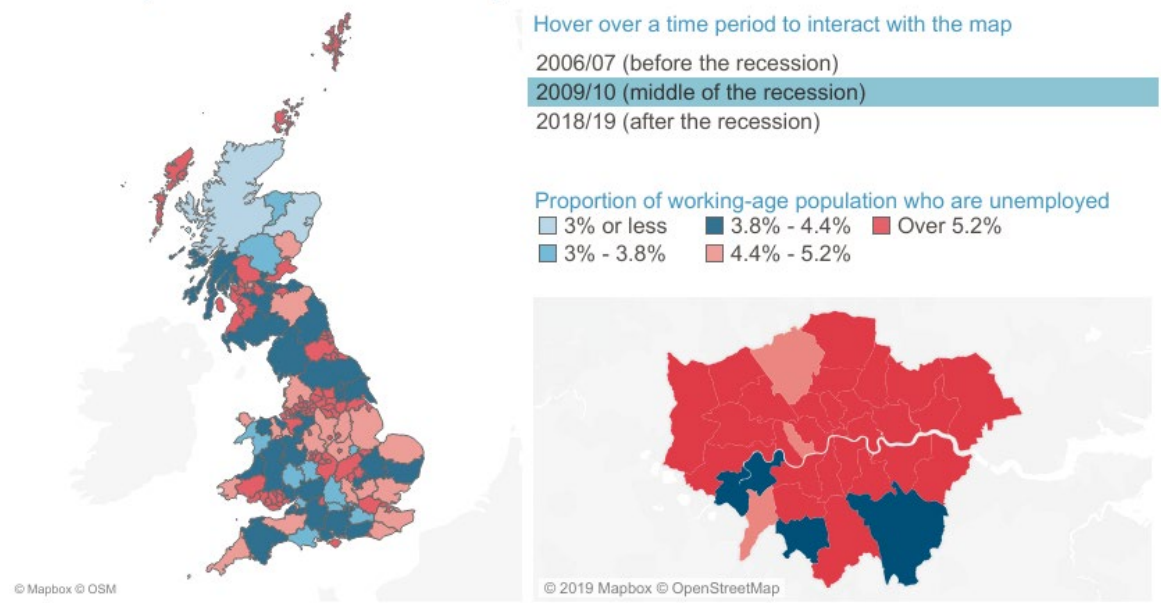 Hover over a time period to interact with the map
2006/07 (before the recession)
2009/10 (middle of the recession)
2018/19 (after the recession)
Proportion of working-age population who are unemployed
3% or less
3.8% - 4.4%
Over 5.2%
3% - 3.8%
4.4% - 5.2%
© Mapbox © OSM
© 2019 Mapbox © OpenStreetMap